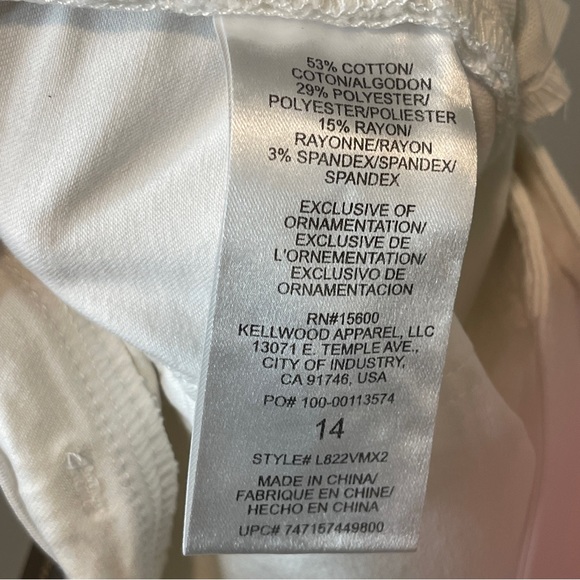 53% COTTON/
COTON/ALGODON
29% POLYESTER/
POLYESTER/POLIESTER
15% RAYON/
RAYONNE/RAYON
3% SPANDEX/SPANDEX/
SPANDEX
EXCLUSIVE OF
ORNAMENTATION/
EXCLUSIVE DE
L'ORNEMENTATION/
EXCLUSIVO DE
ORNAMENTACION
RN#15600
KELLWOOD APPAREL, LLC
13071 E. TEMPLE AVE.,
CITY OF INDUSTRY,
CA 91746, USA
PO# 100-00113574
14
STYLE# L822VMX2
MADE IN CHINA/
FABRIQUE EN CHINE/
HECHO EN CHINA
UPC# 747157449800